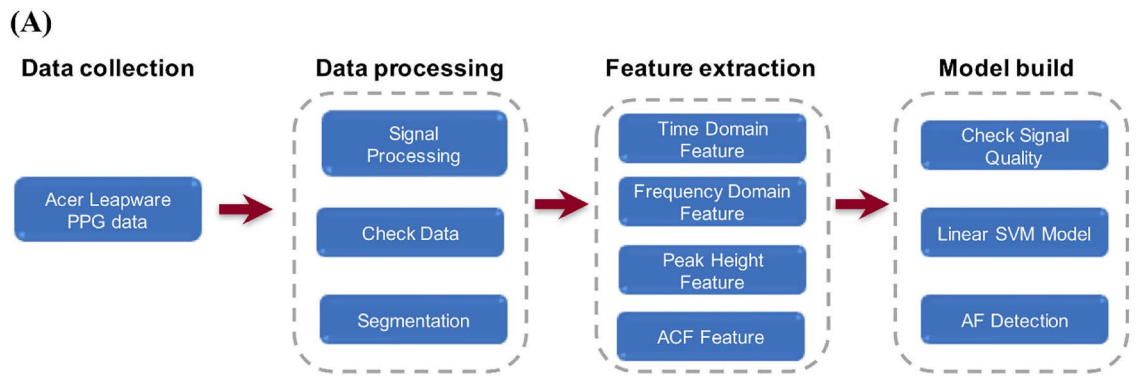 (A)
Data collection
Data processing
Feature extraction
Model build
Acer Leapware
PPG data
Signal
Processing
Check Data
Segmentation
Time Domain
Feature
Frequency Domain
Feature
Peak Height
Feature
ACF Feature
Check Signal
Quality
Linear SVM Model
AF Detection